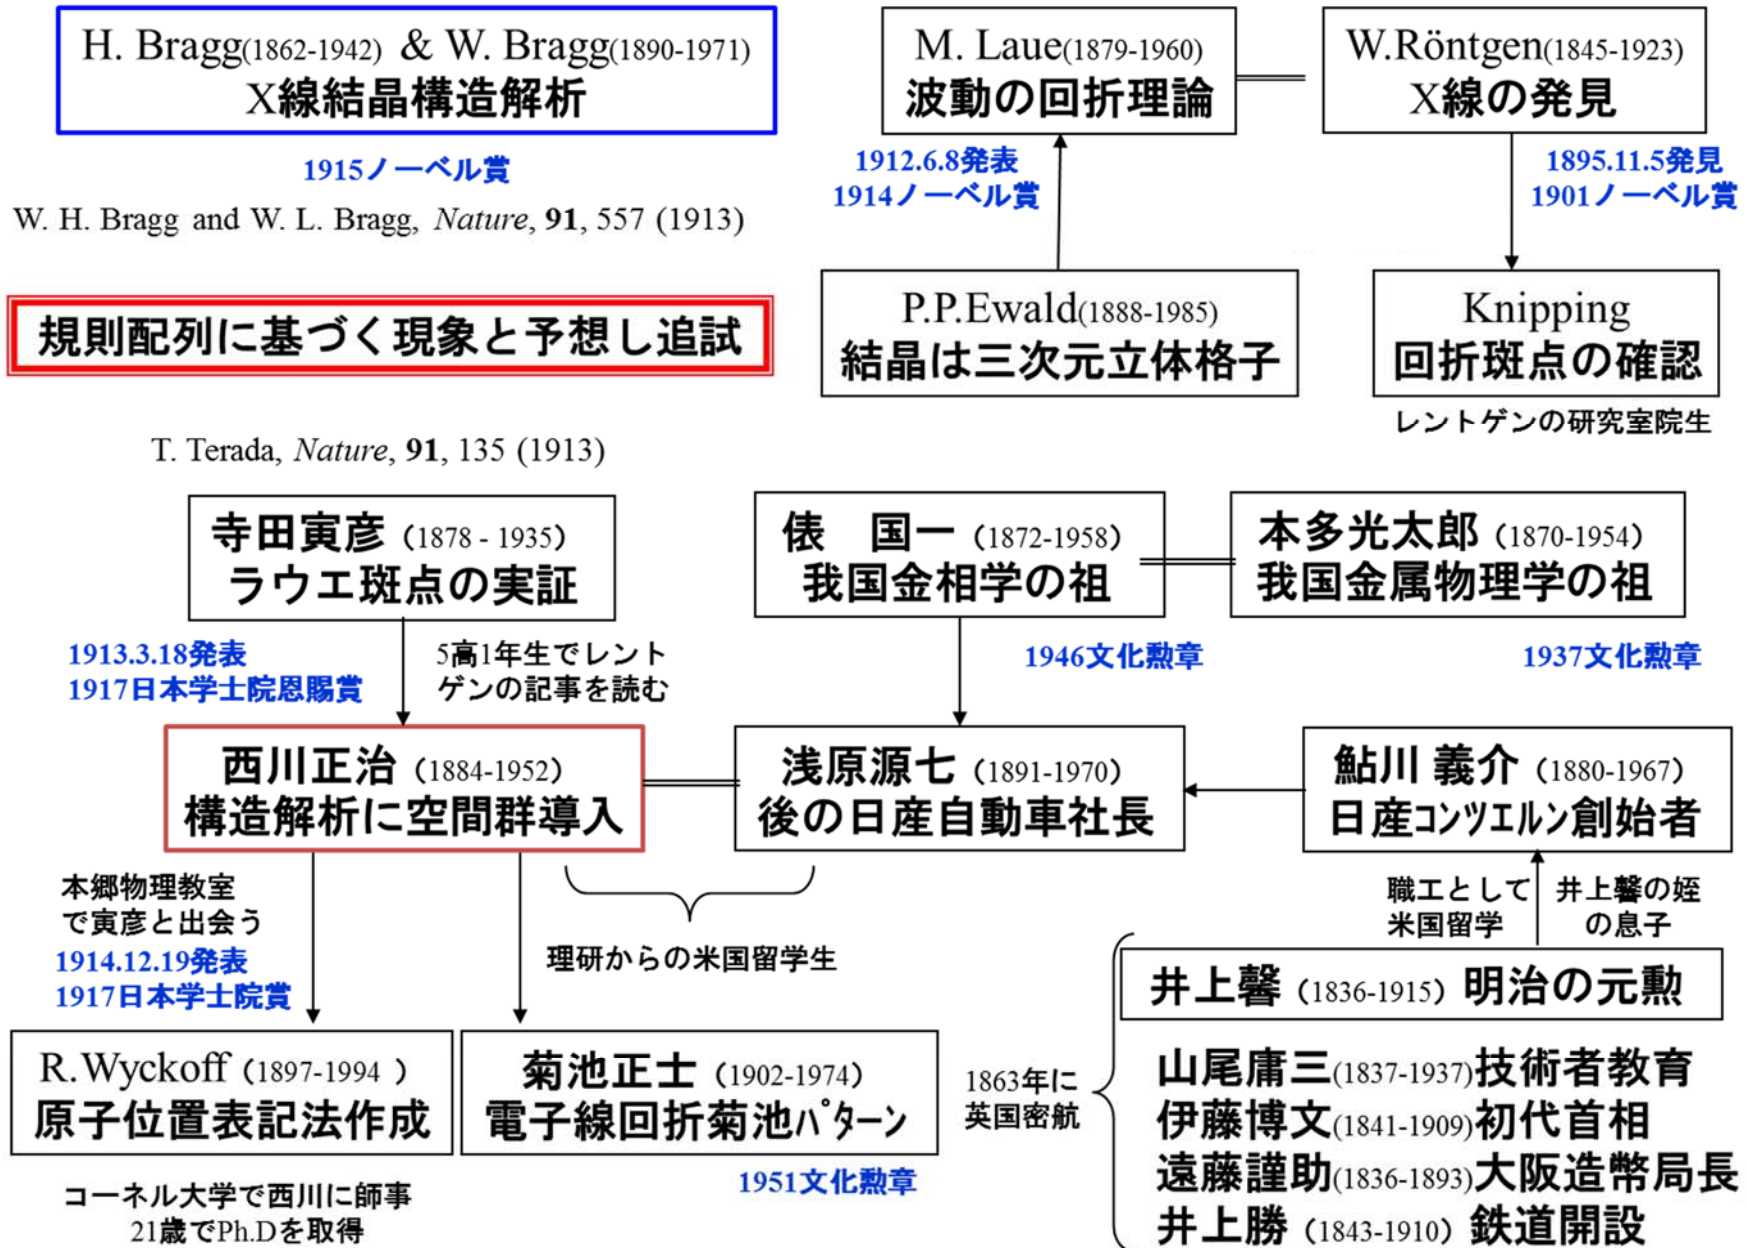 H. Bragg(1862-1942) & W. Bragg(1890-1971)
X線結晶構造解析
1915ノーベル賞
W. H. Bragg and W. L. Bragg, Nature, 91, 557 (1913)
M. Laue(1879-1960)
波動の回折理論
1912.6.8発表
1914ノーベル賞
W.Röntgen(1845-1923)
X線の発見
1895.11.5発見
1901ノーベル賞
規則配列に基づく現象と予想し追試
P.P.Ewald(1888-1985)
結晶は三次元立体格子
Knipping
回折斑点の確認
レントゲンの研究室院生
T. Terada, Nature, 91, 135 (1913)
寺田寅彦（1878 - 1935）
ラウエ斑点の実証
1913.3.18発表
1917日本学士院恩賜賞
5高1年生でレント
ゲンの記事を読む
俵　国一（1872-1958）
我国金相学の祖
1946文化勲章
本多光太郎（1870-1954）
我国金属物理学の祖
1937文化勲章
西川正治（1884-1952）
構造解析に空間群導入
浅原源七（1891-1970）
後の日産自動車社長
鮎川 義介（1880-1967）
日産ｺﾝﾂｴﾙﾝ創始者
本郷物理教室
で寅彦と出会う
1914.12.19発表
1917日本学士院賞
理研からの米国留学生
職工として
米国留学
井上馨の姪
の息子
井上馨（1836-1915）明治の元勲
R.Wyckoff（1897-1994 ）
原子位置表記法作成
コーネル大学で西川に師事
21歳でPh.Dを取得
菊池正士（1902-1974）
電子線回折菊池ﾊﾟﾀｰﾝ
1951文化勲章
1863年に
英国密航
山尾庸三(1837-1937)技術者教育
伊藤博文(1841-1909)初代首相
遠藤謹助(1836-1893)大阪造幣局長
井上勝（1843-1910）鉄道開設